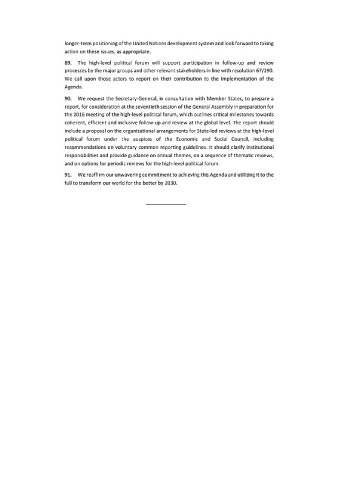 longer-term positioning of the United Nations development system and look forward to taking
action on these issues, as appropriate.
89. The high-level political forum will support participation in follow-up and review
processes by the major groups and other relevant stakeholders in line with resolution 67/290.
We call upon those actors to report on their contribution to the implementation of the
Agenda.
90. We request the Secretary-General, in consultation with Member States, to prepare a
report, for consideration at the seventieth session of the General Assembly in preparation for
the 2016 meeting of the high-level political forum, which outlines critical milestones towards
coherent, efficient and inclusive follow-up and review at the global level. The report should
include a proposal on the organizational arrangements for State-led reviews at the high-level
political forum under the auspices of the Economic and Social Council, including
recommendations on voluntary common reporting guidelines. It should clarify institutional
responsibilities and provide guidance on annual themes, on a sequence of thematic reviews,
and on options for periodic reviews for the high-level political forum.
91. We reaffirm our unwavering commitment to achieving this Agenda and utilizing it to the
full to transform our world for the better by 2030.